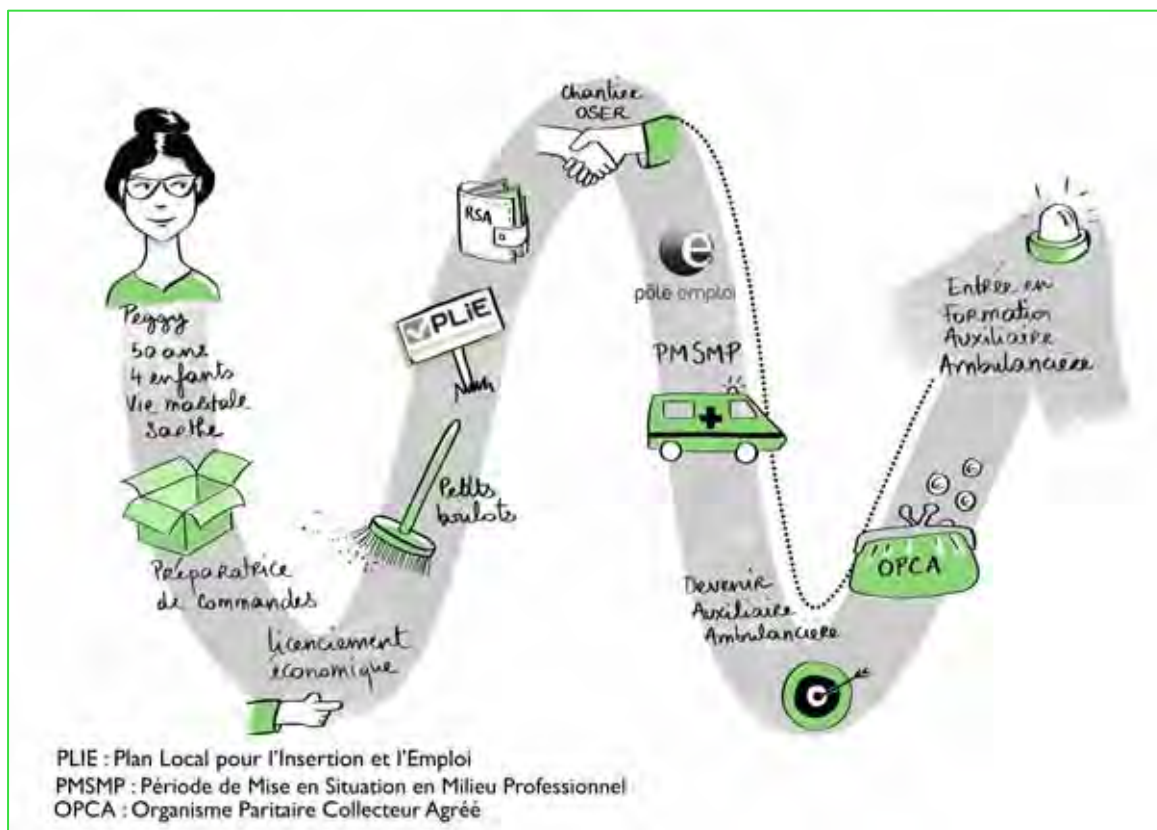 Peggy
50 ans
4 enfants
Vie maritale
Sarthe
Préparatrice
de commandes
licenciement
économique
Petits
boulots
PLiE
RSA
Chantier
OSER
e
pôle emploi
PMSMP
Devenir
Auxiliaire
Ambulancière
OPCA
Entrée en
Formation
Auxiliaire
Ambulancière
PLIE : Plan Local pour l'Insertion et l'Emploi
PMSMP : Période de Mise en Situation en Milieu Professionnel
OPCA : Organisme Paritaire Collecteur Agréé